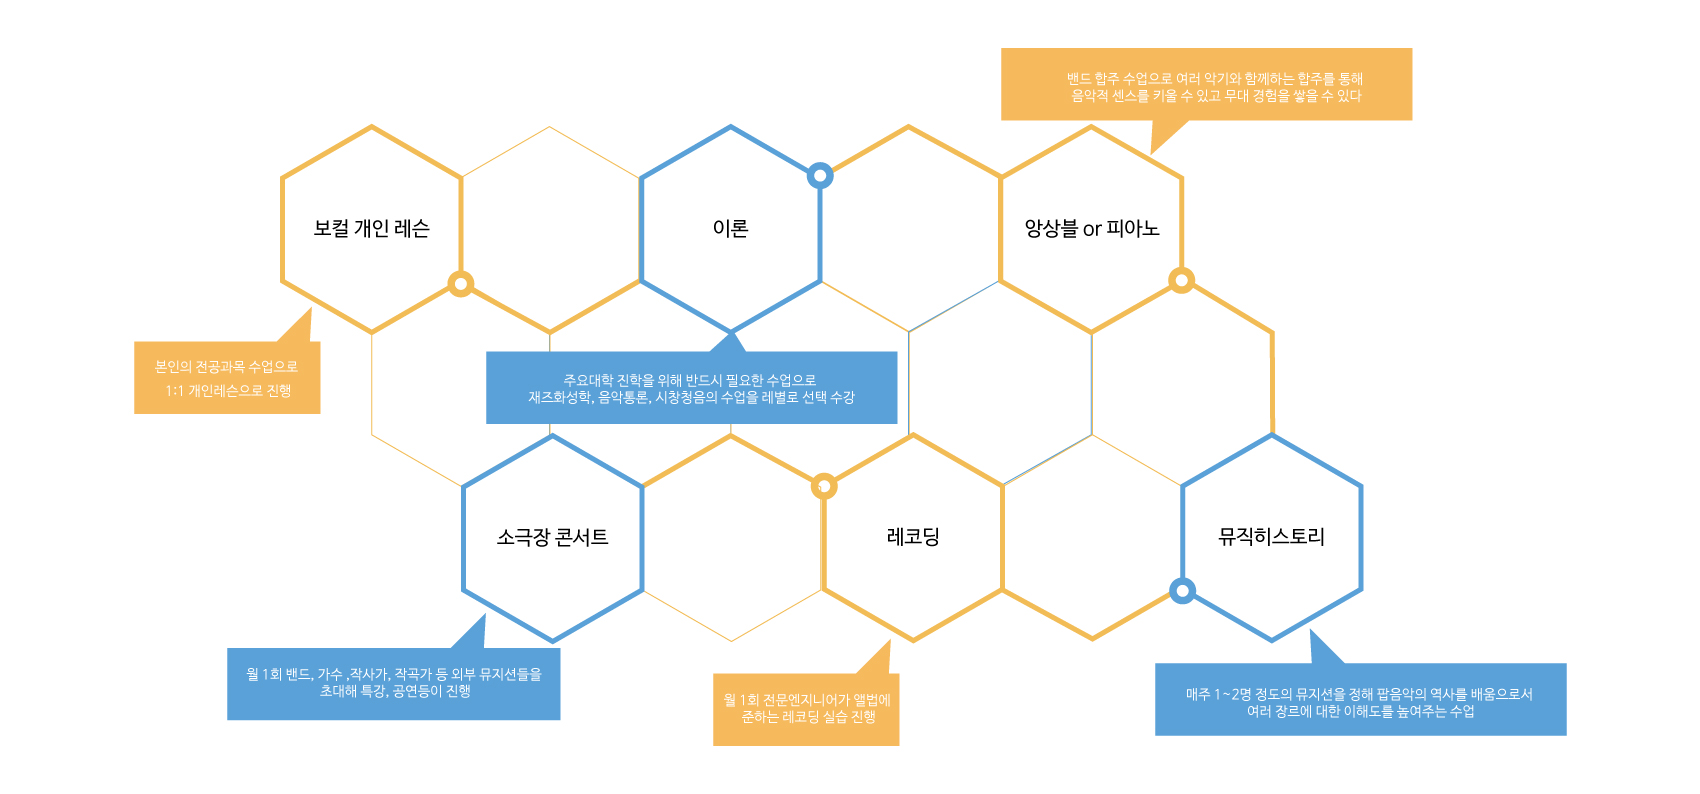 밴드 합주 수업으로 여러 악기와 함께하는 합주를 통해
음악적 센스를 키울 수 있고 무대 경험을 쌓을 수 있다
보컬 개인 레슨
이론
앙상블 or 피아노
본인의 전공과목 수업으로
1:1 개인레슨으로 진행
주요대학 진학을 위해 반드시 필요한 수업으로
재즈화성학, 음악통론, 시창청음의 수업을 레별로 선택 수강
소극장 콘서트
레코딩
뮤직히스토리
월 1회 밴드, 가수 ,작사가, 작곡가 등 외부 뮤지션들을
초대해 특강, 공연등이 진행
월 1회 전문엔지니어가 앨법에
준하는 레코딩 실습 진행
매주 1~2명 정도의 뮤지션을 정해 팝음악의 역사를 배움으로서
여러 장르에 대한 이해도를 높여주는 수업